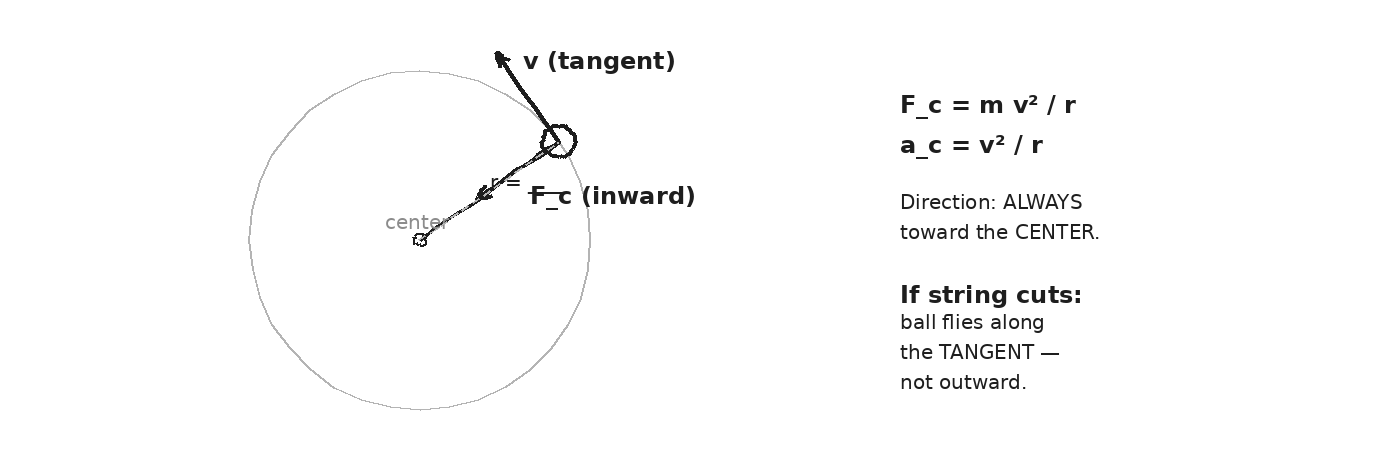 v (tangent)
r =
F_c (inward)
center
F_c = m v² / r
a_c = v² / r
Direction: ALWAYS
toward the CENTER.
If string cuts:
ball flies along
the TANGENT —
not outward.